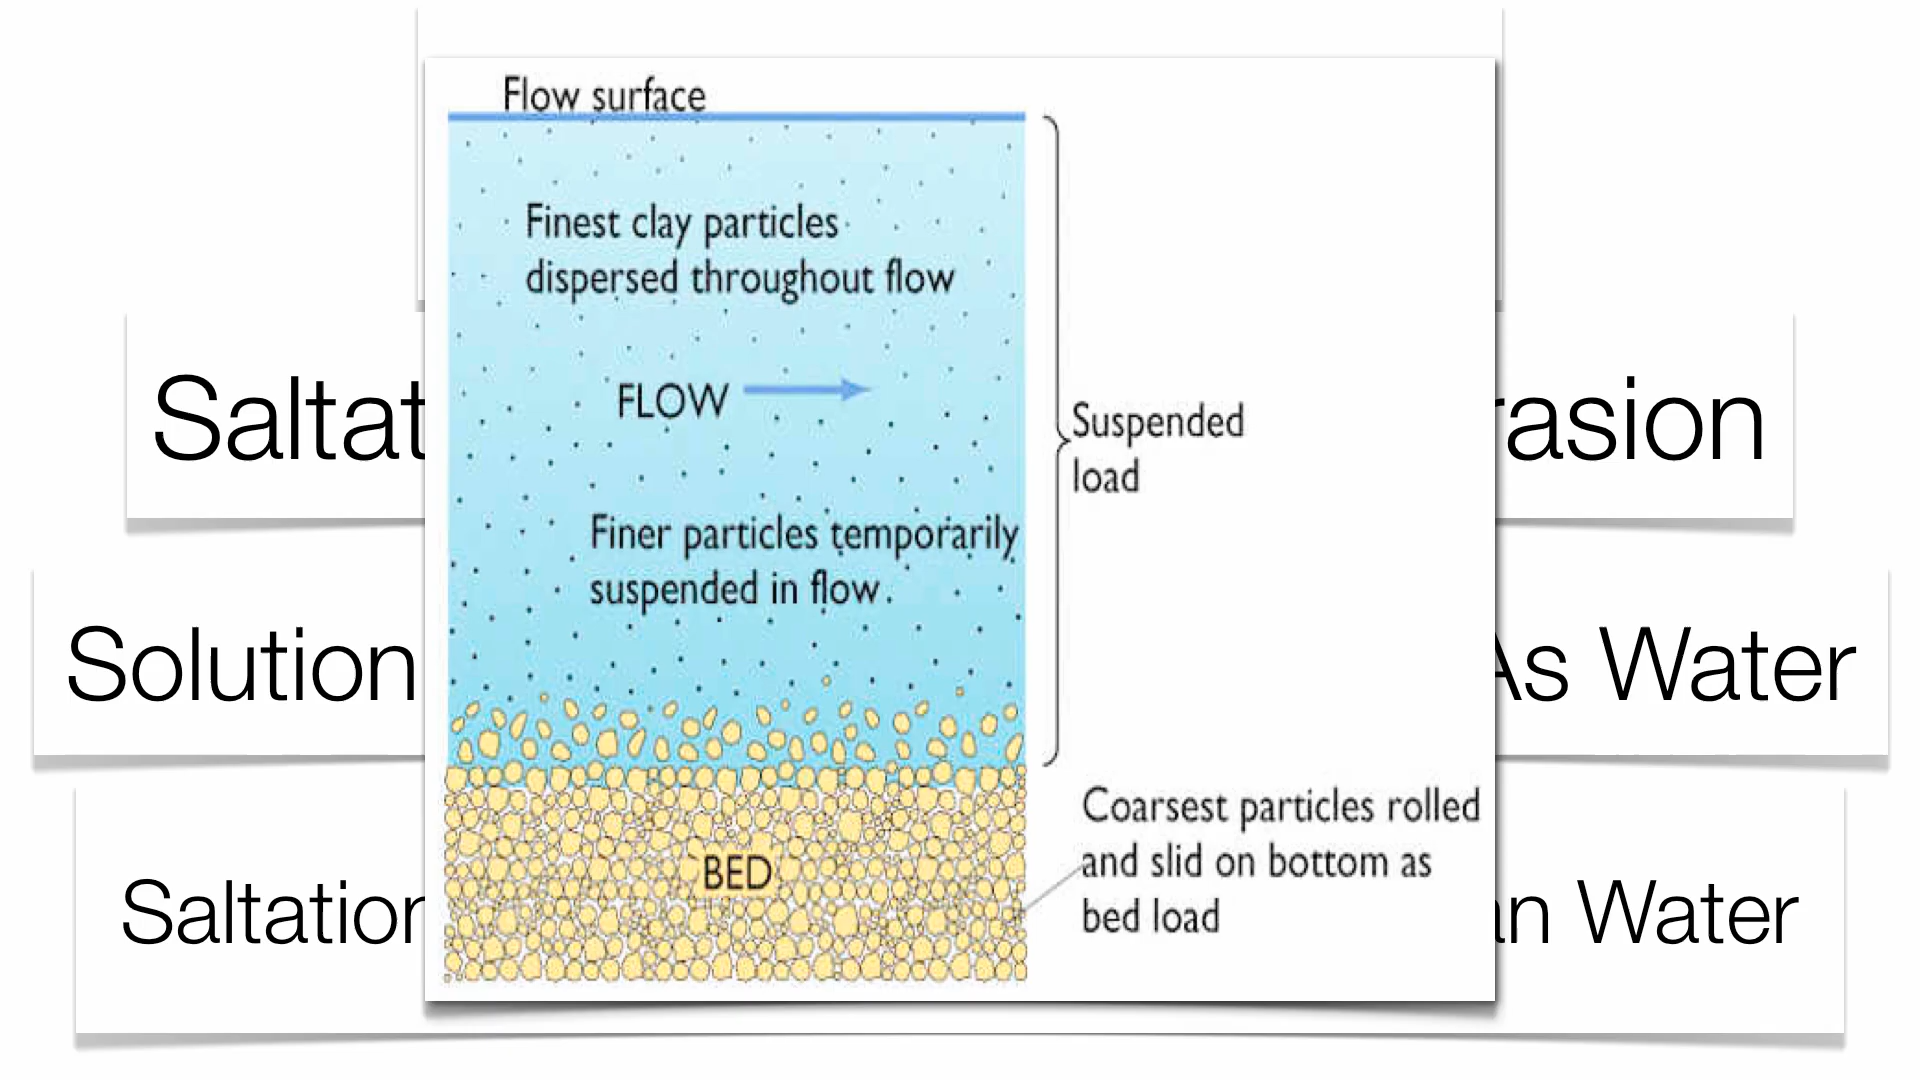 Flow surface
Finest clay particles
dispersed throughout flow
FLOW
Suspended
load
Finer particles temporarily
suspended in flow
BED
Coarsest particles rolled
and slid on bottom as
bed load
Saltat
rasion
Solution
As Water
Saltation
an Water